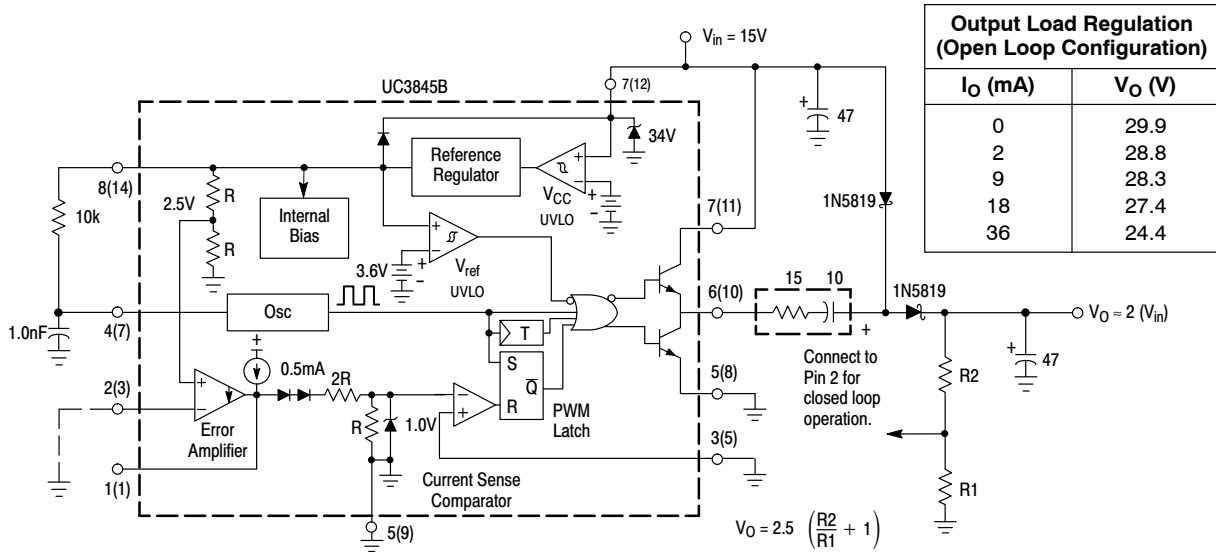 V_in = 15V
Output Load Regulation
(Open Loop Configuration)
I_O (mA) V_O (V)
0 29.9
2 28.8
9 28.3
18 27.4
36 24.4
UC3845B
7(12)
+
47
34V
8(14)
Reference
Regulator
+
−
V_CC
UVLO
+
−
2.5V
R
R
10k
Internal
Bias
1N5819
7(11)
+
−
V_ref
UVLO
3.6V
+
−
15
10
1N5819
6(10)
+
V_O ≈ 2 (V_in)
4(7)
Osc
1.0nF
T
+
47
Connect to
Pin 2 for
closed loop
operation.
R2
0.5mA
+
S
Q̅
R
5(8)
2(3)
+
−
2R
−
+
PWM
Latch
Error
Amplifier
R
1.0V
3(5)
1(1)
Current Sense
Comparator
R1
5(9)
V_O = 2.5 (R2/R1 + 1)